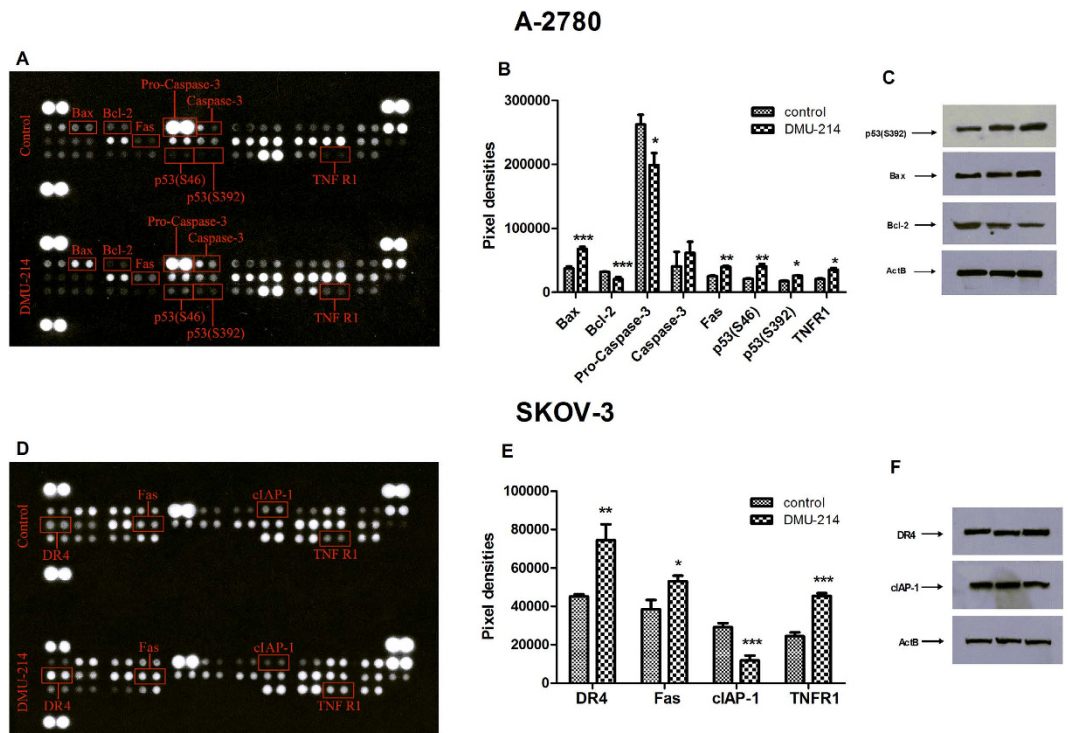 A-2780
A
Pro-Caspase-3
Caspase-3
Bax
Bcl-2
Fas
Control
p53(S46)
p53(S392)
TNF R1
Pro-Caspase-3
Caspase-3
Bax
Bcl-2
Fas
DMU-214
p53(S46)
p53(S392)
TNF R1
B
300000
200000
100000
0
Pixel densities
control
DMU-214
***
***
*
**
**
*
*
Bax
Bcl-2
Pro-Caspase-3
Caspase-3
Fas
p53(S46)
p53(S392)
TNFR1
C
p53(S392)
Bax
Bcl-2
ActB
SKOV-3
D
Fas
cIAP-1
Control
DR4
TNF R1
Fas
cIAP-1
DMU-214
DR4
TNF R1
E
100000
80000
60000
40000
20000
0
Pixel densities
control
DMU-214
**
*
***
***
DR4
Fas
cIAP-1
TNFR1
F
DR4
cIAP-1
ActB